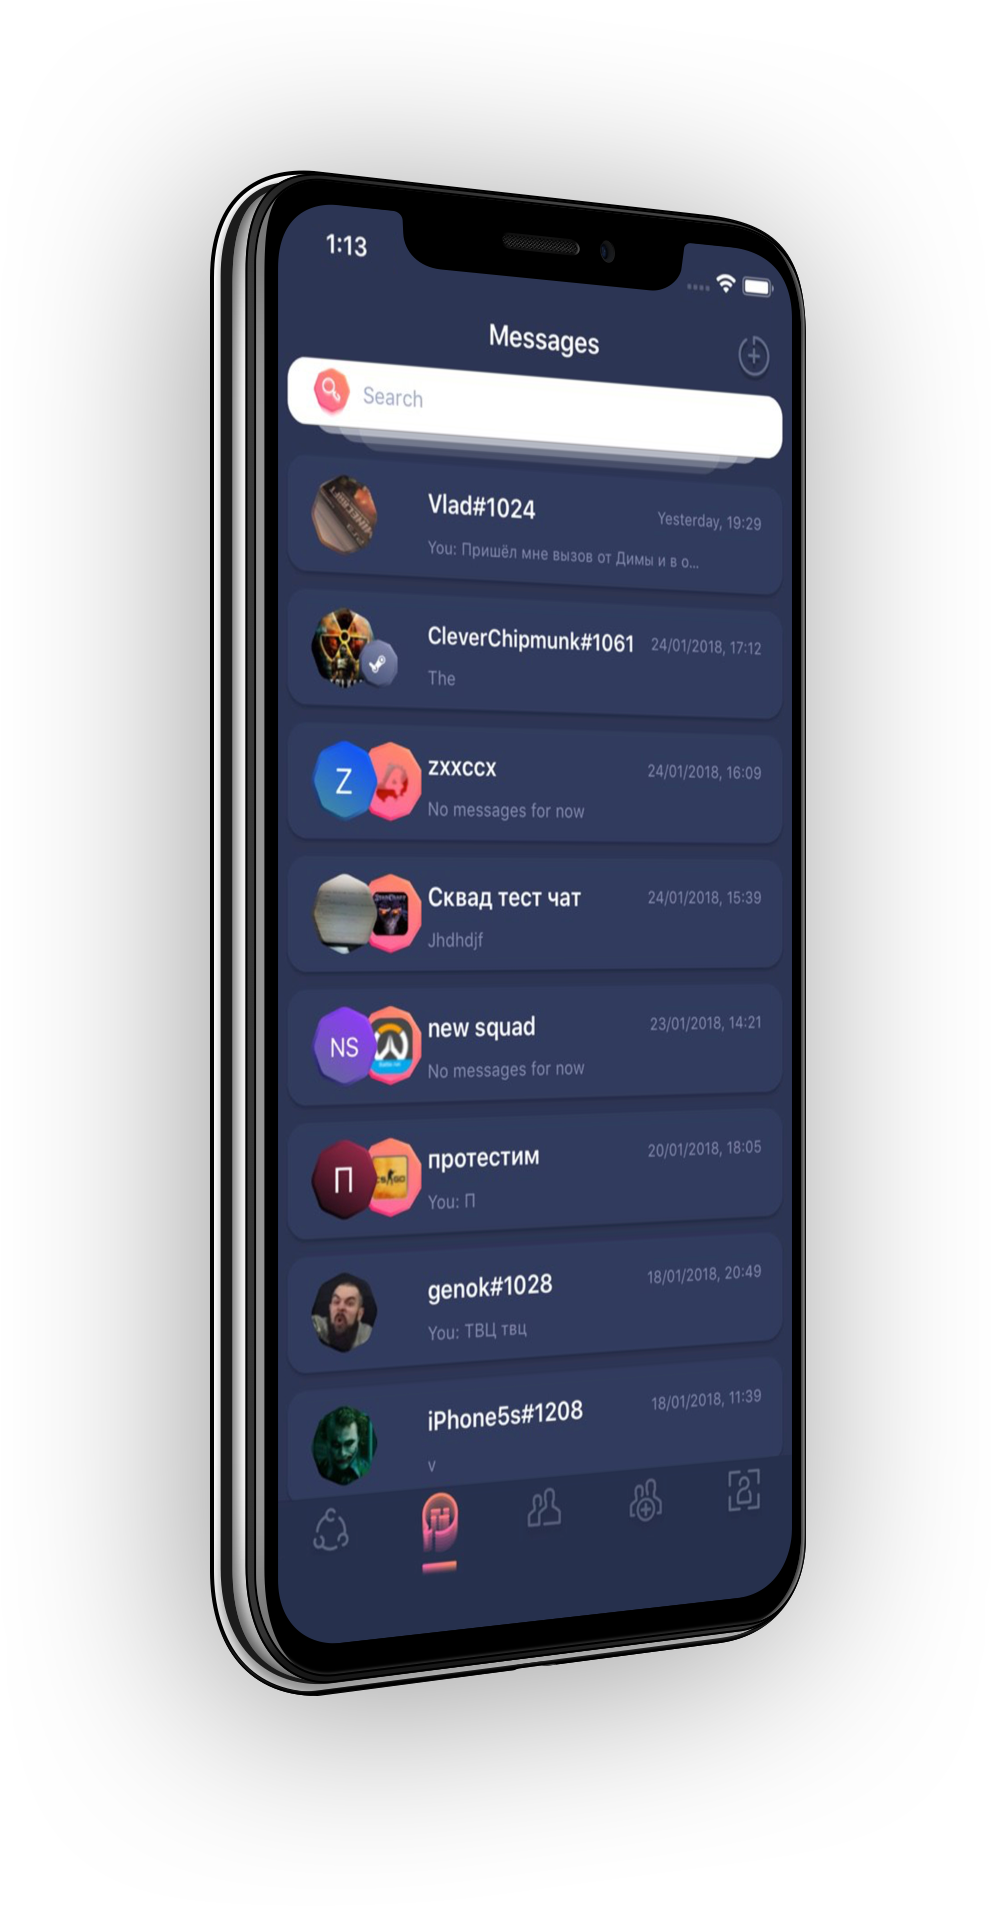 1:13
Messages
Search
Vlad#1024
Yesterday, 19:29
You: Пришёл мне вызов от Димы и в о...
CleverChipmunk#1061
24/01/2018, 17:12
The
Z
zxxccx
24/01/2018, 16:09
No messages for now
Сквад тест чат
24/01/2018, 15:39
Jhdhdjf
NS
new squad
23/01/2018, 14:21
No messages for now
П
протестим
20/01/2018, 18:05
You: П
genok#1028
18/01/2018, 20:49
You: ТВЦ твц
iPhone5s#1208
18/01/2018, 11:39
v